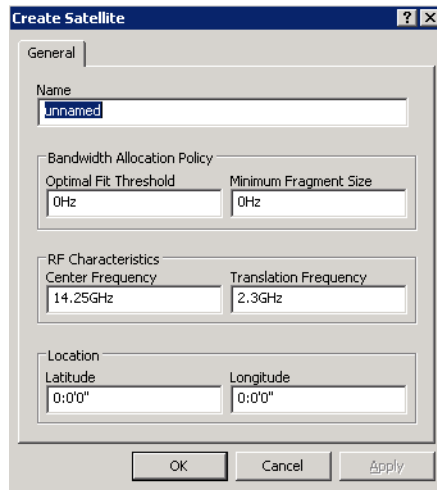 Create Satellite
General
Name
unnamed
Bandwidth Allocation Policy
Optimal Fit Threshold Minimum Fragment Size
0Hz 0Hz
RF Characteristics
Center Frequency Translation Frequency
14.25GHz 2.3GHz
Location
Latitude Longitude
0:0'0" 0:0'0"
OK Cancel Apply